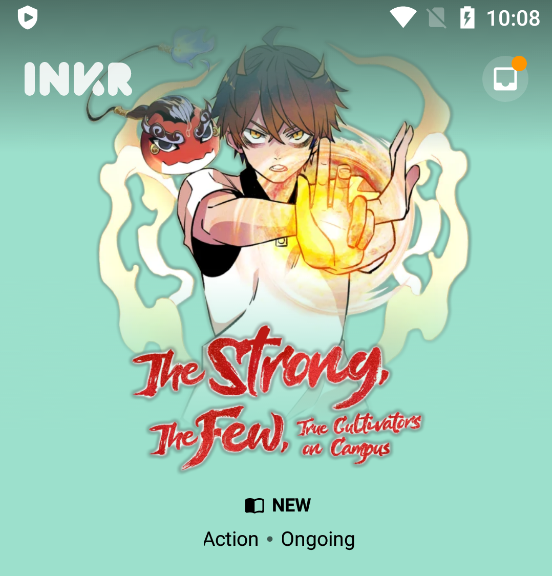 10:08
INKR
The Strong,
The Few, True Cultivators
on Campus
NEW
Action • Ongoing